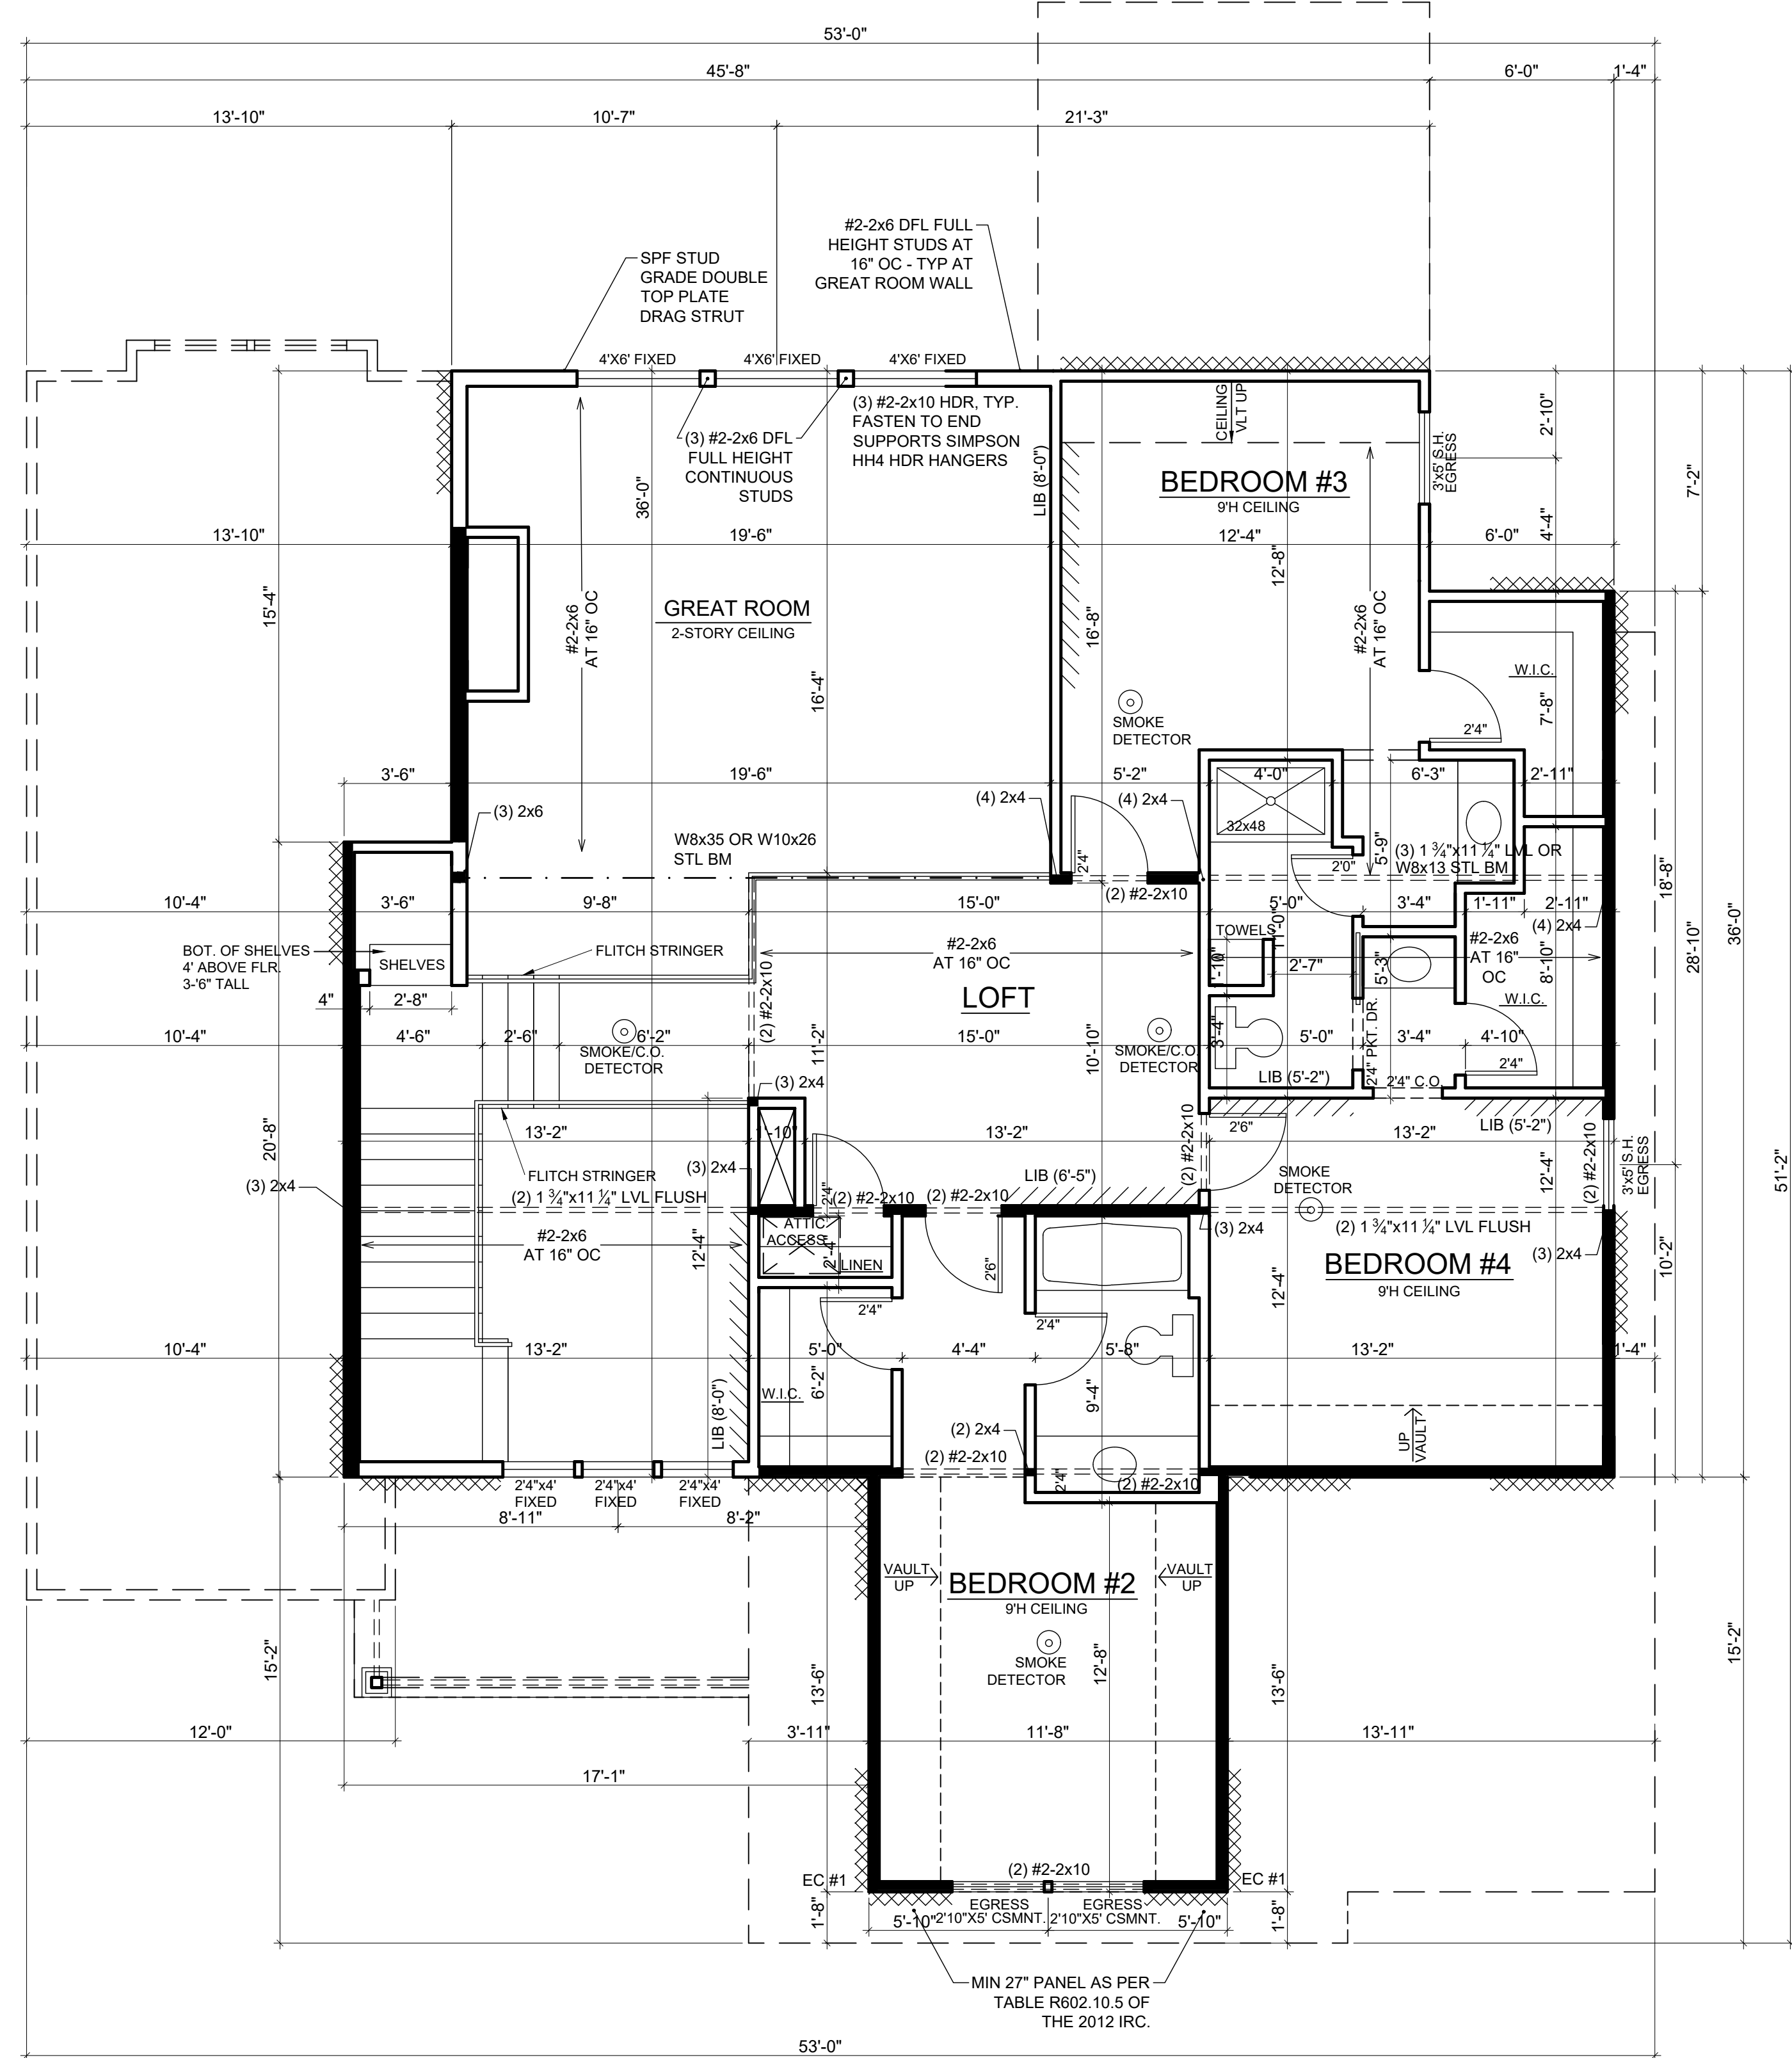 53'-0"
45'-8"
6'-0"
1'-4"
13'-10"
10'-7"
21'-3"
#2-2x6 DFL FULL
HEIGHT STUDS AT
16" OC - TYP AT
GREAT ROOM WALL
SPF STUD
GRADE DOUBLE
TOP PLATE
DRAG STRUT
4'X6' FIXED
4'X6' FIXED
4'X6' FIXED
(3) #2-2x10 HDR, TYP.
FASTEN TO END
SUPPORTS SIMPSON
HH4 HDR HANGERS
(3) #2-2x6 DFL
FULL HEIGHT
CONTINUOUS
STUDS
CEILING
VLT UP
LIB (8'-0")
BEDROOM #3
9'H CEILING
3'x5' S.H.
EGRESS
2'-10"
4'-4"
7'-2"
36'-0"
13'-10"
19'-6"
12'-4"
6'-0"
12'-8"
15'-4"
#2-2x6
AT 16" OC
GREAT ROOM
2-STORY CEILING
16'-8"
#2-2x6
AT 16" OC
16'-4"
W.I.C.
7'-8"
2'4"
SMOKE
DETECTOR
3'-6"
19'-6"
5'-2"
4'-0"
6'-3"
2'-11"
(3) 2x6
(4) 2x4
(4) 2x4
32x48
W8x35 OR W10x26
STL BM
2'4"
2'0"
5'-9"
(3) 1 ¾"x11 ¼" LVL OR
W8x13 STL BM
18'-8"
(2) #2-2x10
10'-4"
3'-6"
9'-8"
15'-0"
5'-0"
3'-4"
1'-11"
2'-11"
(4) 2x4
28'-10"
36'-0"
11'-0"
TOWELS
BOT. OF SHELVES
4' ABOVE FLR.
3-'6" TALL
SHELVES
FLITCH STRINGER
#2-2x6
AT 16" OC
#2-2x6
AT 16"
OC
2'-7"
5'-3"
8'-10"
1'-10"
4"
2'-8"
(2) #2-2x10
LOFT
W.I.C.
10'-4"
4'-6"
2'-6"
6'-2"
SMOKE/C.O.
DETECTOR
11'-2"
15'-0"
10'-10"
SMOKE/C.O.
DETECTOR
3'-4"
5'-0"
2'4" PKT. DR.
3'-4"
4'-10"
2'4"
LIB (5'-2")
2'4" C.O.
(3) 2x4
LIB (5'-2")
20'-8"
13'-2"
1'-10"
13'-2"
(2) #2-2x10
2'6"
13'-2"
12'-4"
(2) #2-2x10
3'x5' S.H.
EGRESS
FLITCH STRINGER
(3) 2x4
LIB (6'-5")
SMOKE
DETECTOR
(3) 2x4
(2) 1 ¾"x11 ¼" LVL FLUSH
2'4"
(2) #2-2x10
(2) #2-2x10
(3) 2x4
(2) 1 ¾"x11 ¼" LVL FLUSH
51'-2"
ATTIC
ACCESS
#2-2x6
AT 16" OC
12'-4"
2'-4"
LINEN
2'6"
(3) 2x4
BEDROOM #4
9'H CEILING
10'-2"
2'4"
2'4"
12'-4"
10'-4"
13'-2"
5'-0"
4'-4"
5'-8"
13'-2"
1'-4"
W.I.C.
6'-2"
9'-4"
LIB (8'-0")
UP
VAULT
(2) 2x4
(2) #2-2x10
2'4"
(2) #2-2x10
2'4"x4'
FIXED
2'4"x4'
FIXED
2'4"x4'
FIXED
8'-11"
8'-2"
VAULT
UP
BEDROOM #2
9'H CEILING
VAULT
UP
15'-2"
SMOKE
DETECTOR
12'-8"
13'-6"
13'-6"
15'-2"
12'-0"
3'-11"
11'-8"
13'-11"
17'-1"
EC #1
(2) #2-2x10
EC #1
EGRESS
2'10"X5' CSMNT.
EGRESS
2'10"X5' CSMNT.
1'-8"
5'-10"
5'-10"
1'-8"
MIN 27" PANEL AS PER
TABLE R602.10.5 OF
THE 2012 IRC.
53'-0"